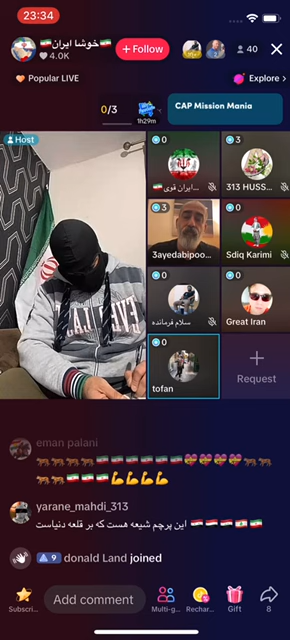 23:34
🇮🇷خوشا ایران🇮🇷
4.0K
+ Follow
40
Popular LIVE
Explore >
0/3
1h29m
CAP Mission Mania
Host
0
ایران قوی...🇮🇷
3
313 HUSS...
3
3ayedabipoo...
0
Sdiq Karimi
0
سلام فرمانده
0
Great Iran
0
tofan
+
Request
eman palani
🐅🐅🐅🐅🇮🇷🇮🇷🇮🇷🇮🇷🇮🇷🇮🇷💝💝💝💝🐅🐅
🐅🐅🇮🇷🇮🇷🇮🇷💪💪💪💪
yarane_mahdi_313
این پرچم شیعه هست که بر قلعه دنیاست
9 donald Land joined
Subscri...
Add comment
Multi-g...
Rechar...
Gift
8